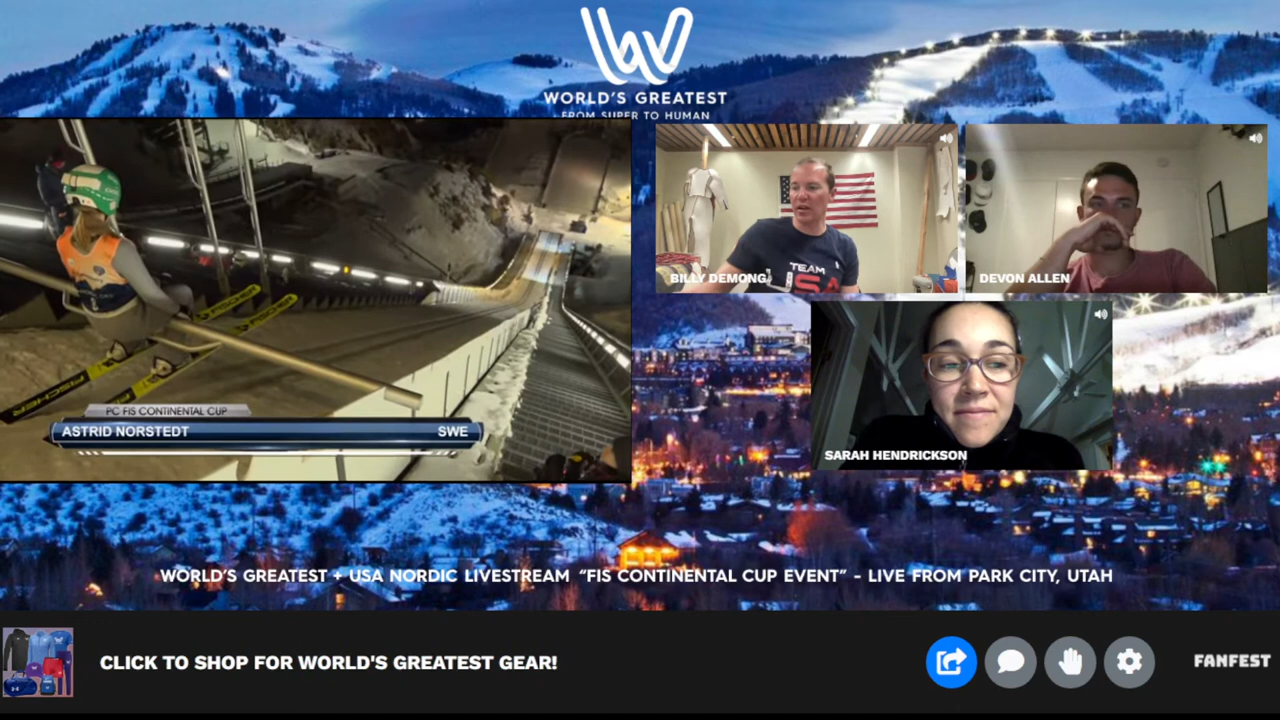 WORLD'S GREATEST
FROM SUPER TO HUMAN
BILLY DEMONG
TEAM
USA
DEVON ALLEN
FISCHER
PC FIS CONTINENTAL CUP
ASTRID NORSTEDT SWE
SARAH HENDRICKSON
WORLD'S GREATEST + USA NORDIC LIVESTREAM “FIS CONTINENTAL CUP EVENT” - LIVE FROM PARK CITY, UTAH
CLICK TO SHOP FOR WORLD'S GREATEST GEAR!
FANFEST